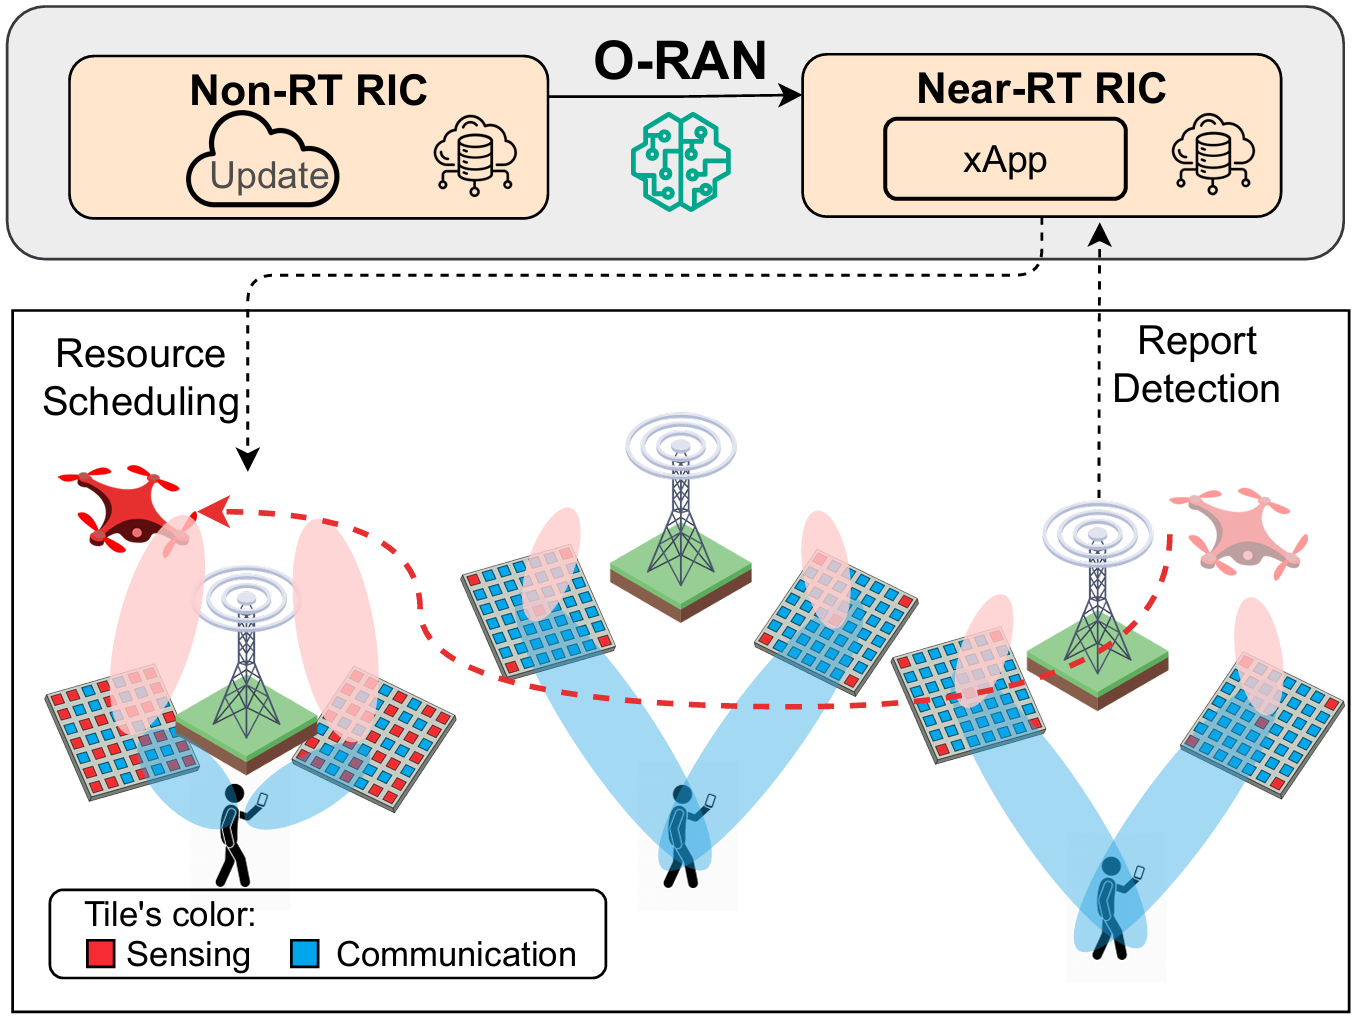 O-RAN
Non-RT RIC
Update
Near-RT RIC
xApp
Resource
Scheduling
Report
Detection
Tile's color:
Sensing
Communication